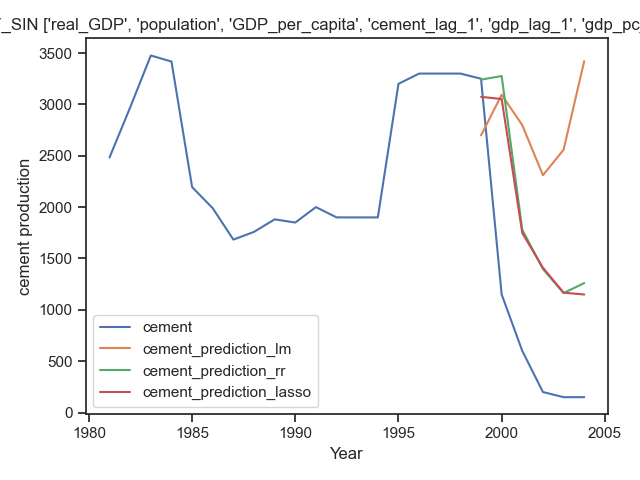 _SIN ['real_GDP', 'population', 'GDP_per_capita', 'cement_lag_1', 'gdp_lag_1', 'gdp_pc
3500
3000
2500
2000
1500
1000
500
0
cement production
cement
cement_prediction_lm
cement_prediction_rr
cement_prediction_lasso
1980
1985
1990
1995
2000
2005
Year